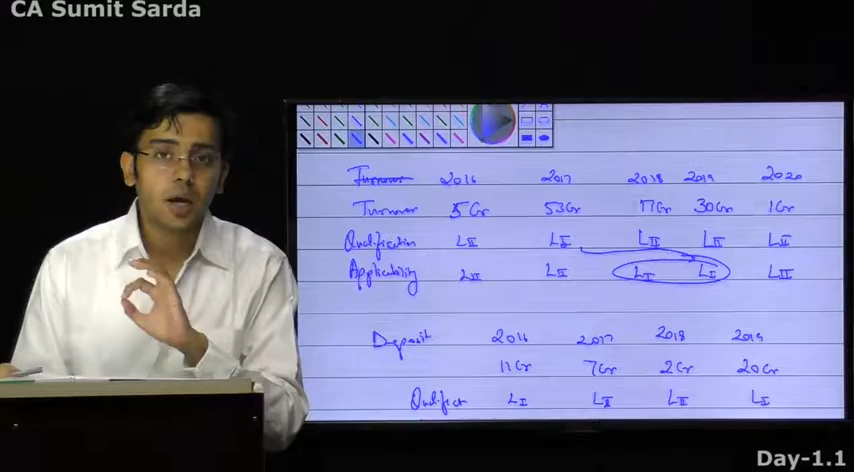 CA Sumit Sarda
Turnover 2016 2017 2018 2019 2020
Turnover 5Cr 53Cr 17Cr 30Cr 1Cr
Qualification LII LI LII LII LII
Applicability LII LII LI LI LII
Deposit 2016 2017 2018 2019
11Cr 7Cr 2Cr 20Cr
Qualificat LI LII LII LI
Day-1.1